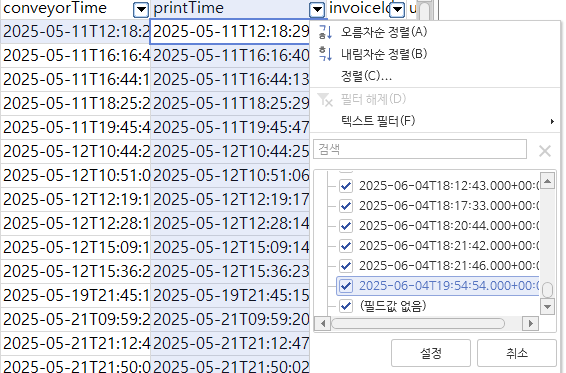 conveyorTime printTime invoiceId u
2025-05-11T12:18:2 2025-05-11T12:18:29
2025-05-11T16:16:4 2025-05-11T16:16:40
2025-05-11T16:44:1 2025-05-11T16:44:13
2025-05-11T18:25:2 2025-05-11T18:25:29
2025-05-11T19:45:4 2025-05-11T19:45:47
2025-05-12T10:44:2 2025-05-12T10:44:25
2025-05-12T10:51:0 2025-05-12T10:51:06
2025-05-12T12:19:1 2025-05-12T12:19:17
2025-05-12T12:28:1 2025-05-12T12:28:14
2025-05-12T15:09:1 2025-05-12T15:09:14
2025-05-12T15:36:2 2025-05-12T15:36:23
2025-05-19T21:45:1 2025-05-19T21:45:15
2025-05-21T09:59:2 2025-05-21T09:59:20
2025-05-21T21:12:4 2025-05-21T21:12:47
2025-05-21T21:50:0 2025-05-21T21:50:02
오름차순 정렬(A)
내림차순 정렬(B)
정렬(C)...
필터 해제(D)
텍스트 필터(F)
검색
2025-06-04T18:12:43.000+00:0
2025-06-04T18:17:33.000+00:0
2025-06-04T18:20:44.000+00:0
2025-06-04T18:21:42.000+00:0
2025-06-04T18:21:46.000+00:0
2025-06-04T19:54:54.000+00:0
(필드값 없음)
설정 취소